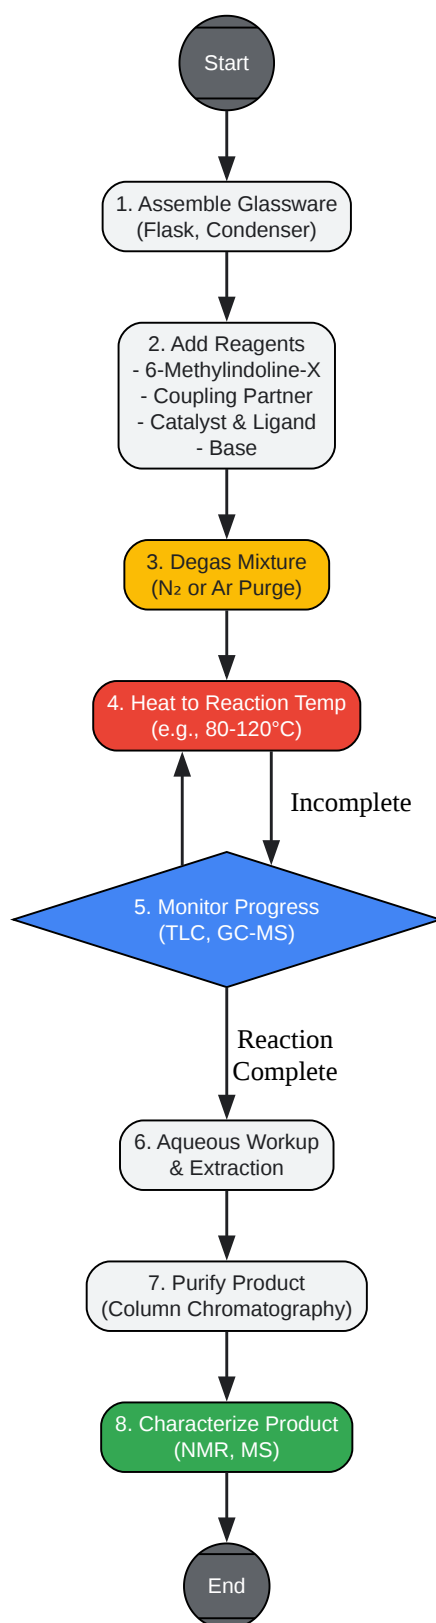 Start
1. Assemble Glassware
(Flask, Condenser)
2. Add Reagents
- 6-Methylindoline-X
- Coupling Partner
- Catalyst & Ligand
- Base
3. Degas Mixture
(N₂ or Ar Purge)
4. Heat to Reaction Temp
(e.g., 80-120°C)
Incomplete
5. Monitor Progress
(TLC, GC-MS)
Reaction
Complete
6. Aqueous Workup
& Extraction
7. Purify Product
(Column Chromatography)
8. Characterize Product
(NMR, MS)
End